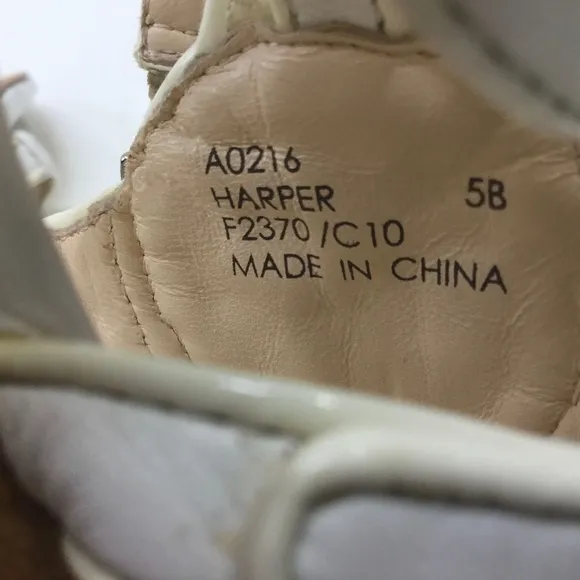 A0216
HARPER 5B
F2370/C10
MADE IN CHINA